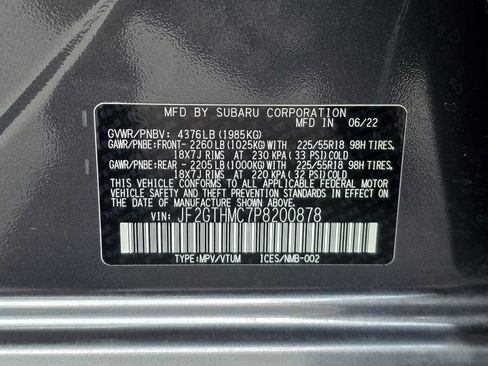 MFD BY SUBARU CORPORATION
MFD IN 06/22
GVWR/PNBV: 4376LB (1985KG)
GAWR/PNBE:FRONT- 2260LB (1025KG) WITH 225/55R18 98H TIRES,
18X7J RIMS AT 230 KPA (33 PSI) COLD
GAWR/PNBE:REAR - 2205LB (1000KG) WITH 225/55R18 98H TIRES,
18X7J RIMS AT 220 KPA (32 PSI) COLD
THIS VEHICLE CONFORMS TO ALL APPLICABLE FEDERAL MOTOR
VEHICLE SAFETY AND THEFT PREVENTION STANDARDS IN EFFECT
ON THE DATE OF MANUFACTURE SHOWN ABOVE.
VIN: JF2GTHMC7P8200878
TYPE:MPV/VTUM ICES/NMB-002